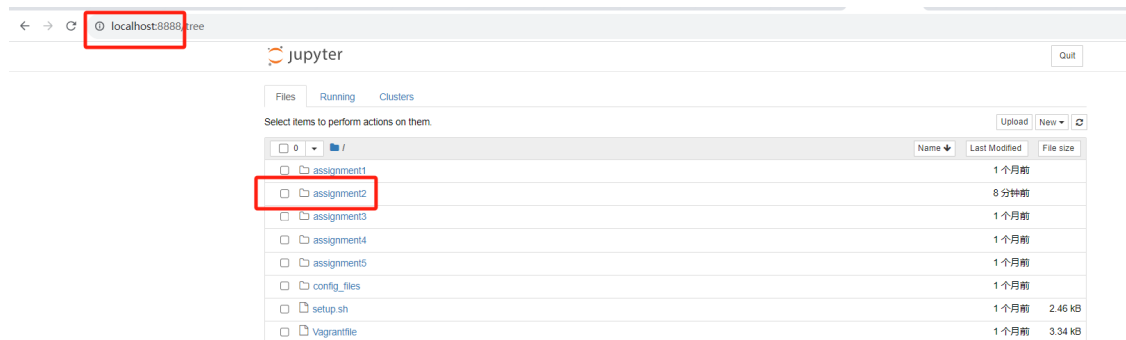 localhost:8888/tree
jupyter
Quit
Files Running Clusters
Select items to perform actions on them.
Upload New
0 / Name Last Modified File size
assignment1 1 个月前
assignment2 8 分钟前
assignment3 1 个月前
assignment4 1 个月前
assignment5 1 个月前
config_files 1 个月前
setup.sh 1 个月前 2.46 kB
Vagrantfile 1 个月前 3.34 kB